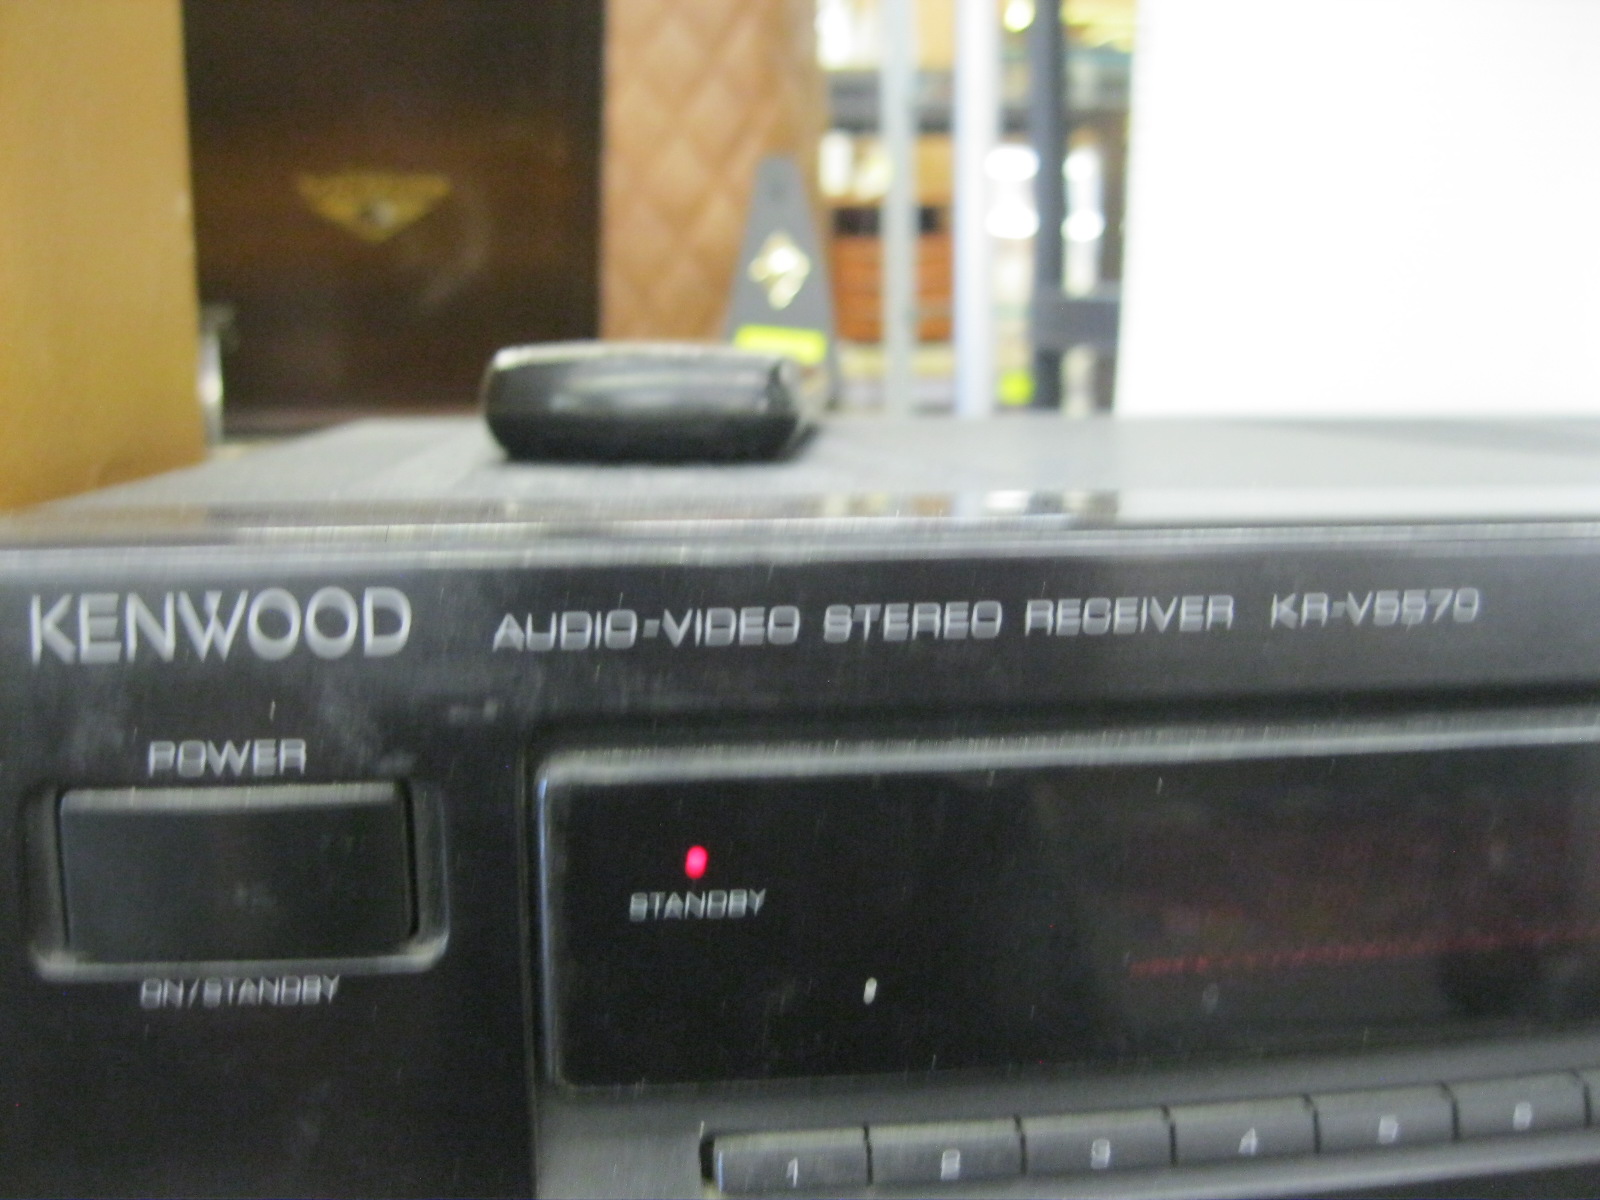 KENWOOD AUDIO-VIDEO STEREO RECEIVER KR-V5570
POWER
STANDBY
ON/STANDBY
1 2 3 4 5 6